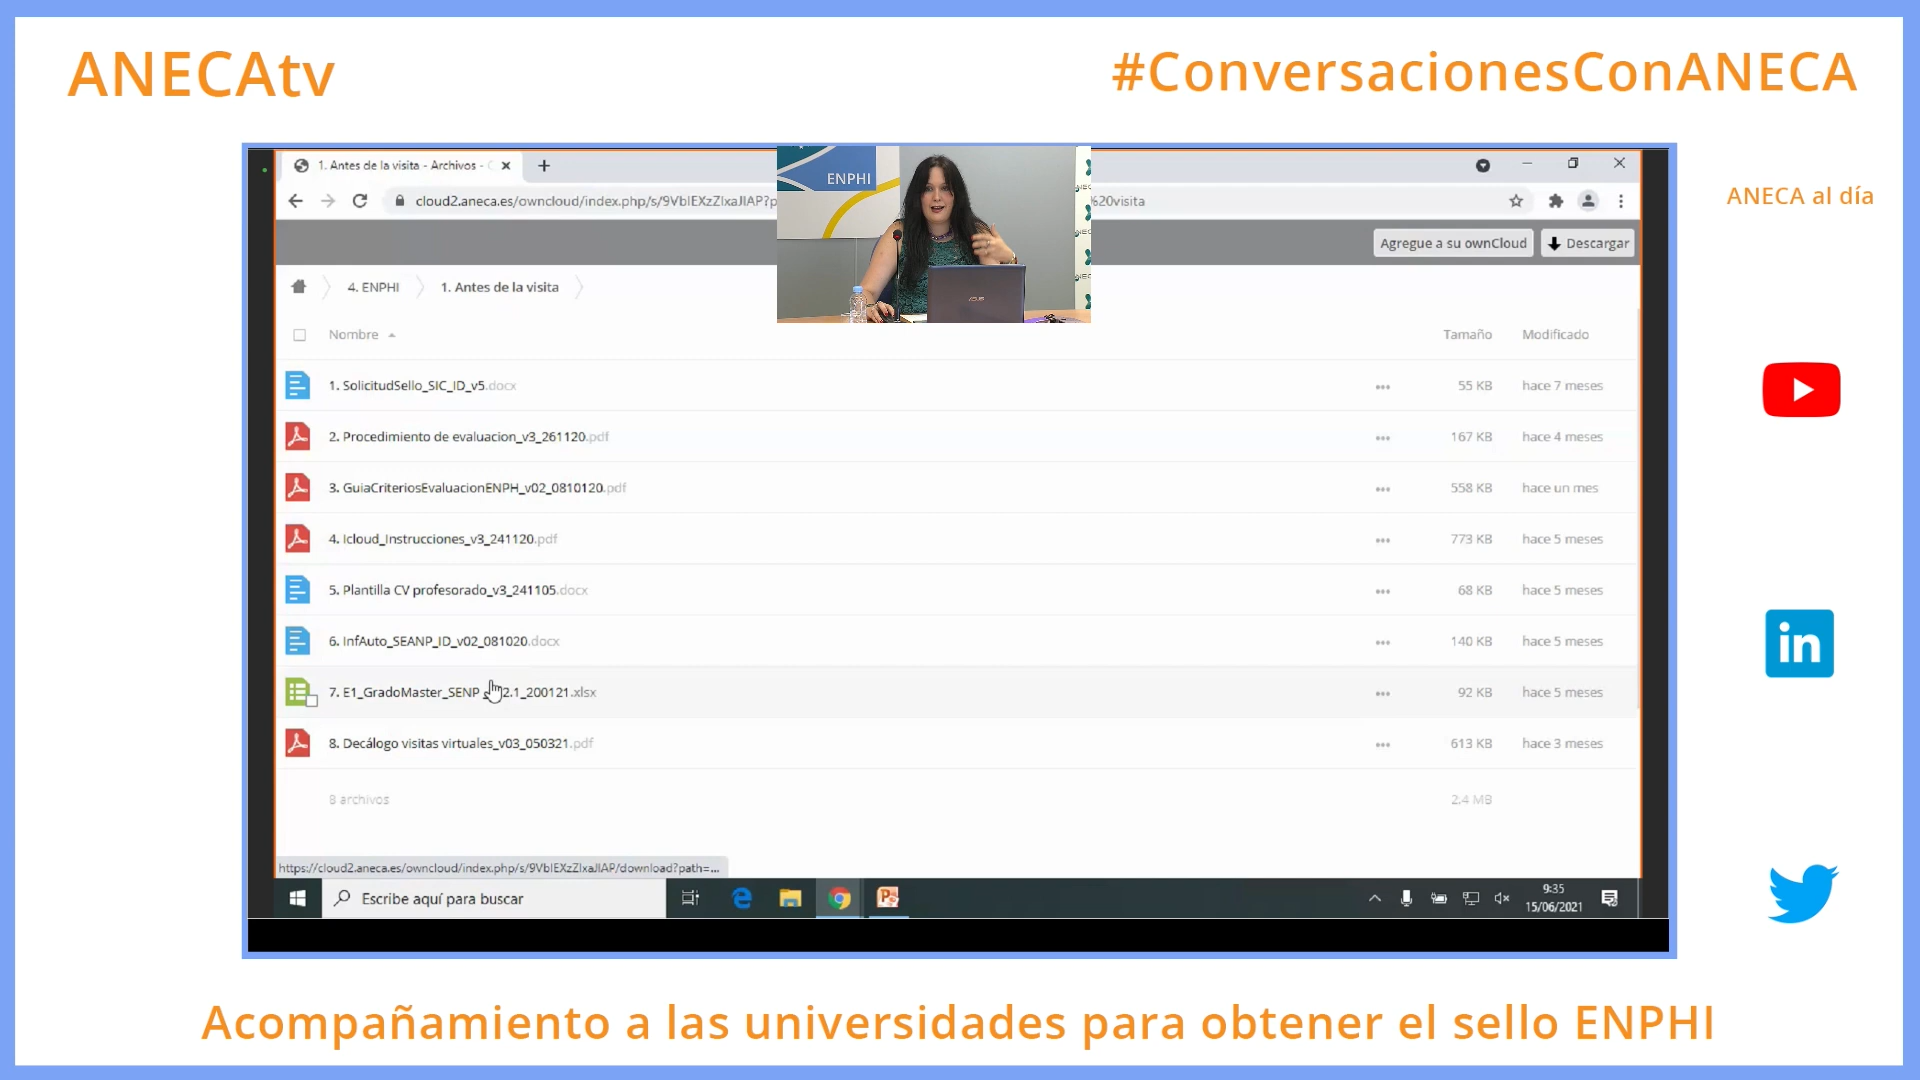 ANECAtv
#ConversacionesConANECA
ANECA al día
1. Antes de la visita - Archivos -
cloud2.aneca.es/owncloud/index.php/s/9VbIEXzZIxaJIAP?p
%20visita
ENPHI
Agregue a su ownCloud
Descargar
4. ENPHI
1. Antes de la visita
Nombre
Tamaño
Modificado
1. SolicitudSello_SIC_ID_v5.docx
55 KB
hace 7 meses
2. Procedimiento de evaluacion_v3_261120.pdf
167 KB
hace 4 meses
3. GuiaCriteriosEvaluacionENPH_v02_0810120.pdf
558 KB
hace un mes
4. Icloud_Instrucciones_v3_241120.pdf
773 KB
hace 5 meses
5. Plantilla CV profesorado_v3_241105.docx
68 KB
hace 5 meses
6. InfAuto_SEANP_ID_v02_081020.docx
140 KB
hace 5 meses
7. E1_GradoMaster_SENP 2.1_200121.xlsx
92 KB
hace 5 meses
8. Decálogo visitas virtuales_v03_050321.pdf
613 KB
hace 3 meses
8 archivos
2.4 MB
https://cloud2.aneca.es/owncloud/index.php/s/9VbIEXzZIxaJIAP/download?path=...
Escribe aquí para buscar
9:35
15/06/2021
in
Acompañamiento a las universidades para obtener el sello ENPHI